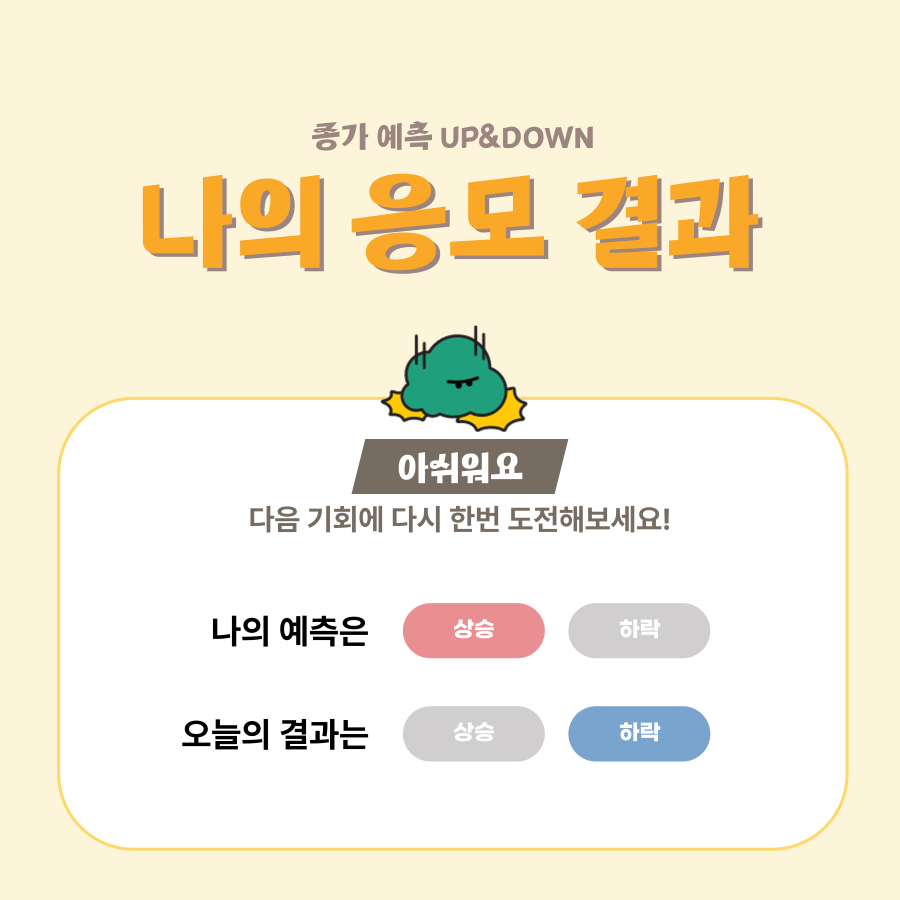 종가 예측 UP&DOWN
나의 응모 결과
아쉬워요
다음 기회에 다시 한번 도전해보세요!
나의 예측은 상승 하락
오늘의 결과는 상승 하락